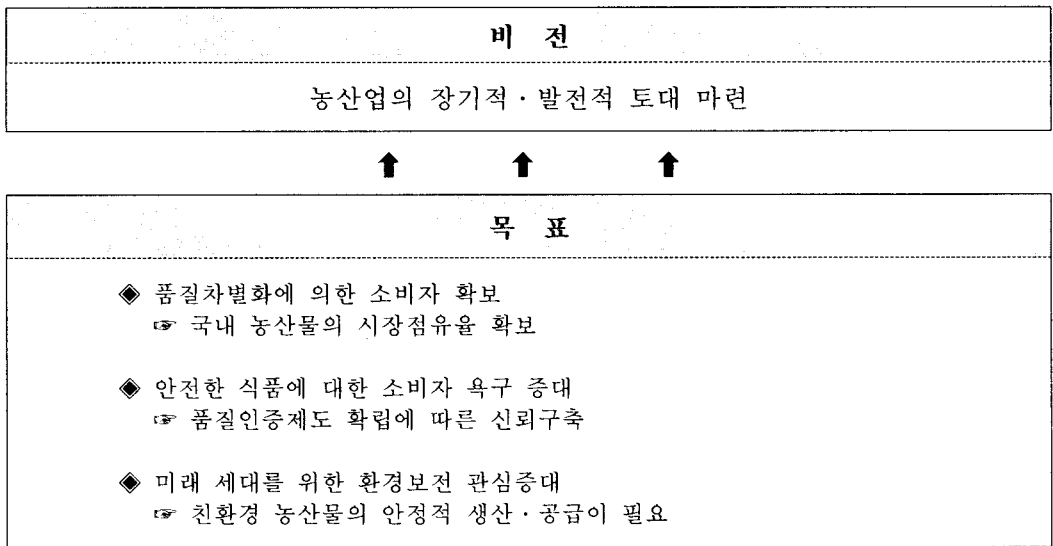 비 전
농산업의 장기적 · 발전적 토대 마련
목 표
◈ 품질차별화에 의한 소비자 확보
☞ 국내 농산물의 시장점유율 확보
◈ 안전한 식품에 대한 소비자 욕구 증대
☞ 품질인증제도 확립에 따른 신뢰구축
◈ 미래 세대를 위한 환경보전 관심증대
☞ 친환경 농산물의 안정적 생산 · 공급이 필요